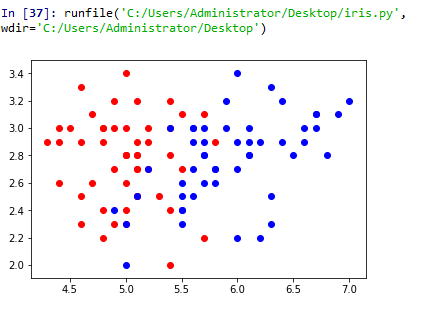 In [37]: runfile('C:/Users/Administrator/Desktop/iris.py',
wdir='C:/Users/Administrator/Desktop')
3.4
3.2
3.0
2.8
2.6
2.4
2.2
2.0
4.5 5.0 5.5 6.0 6.5 7.0